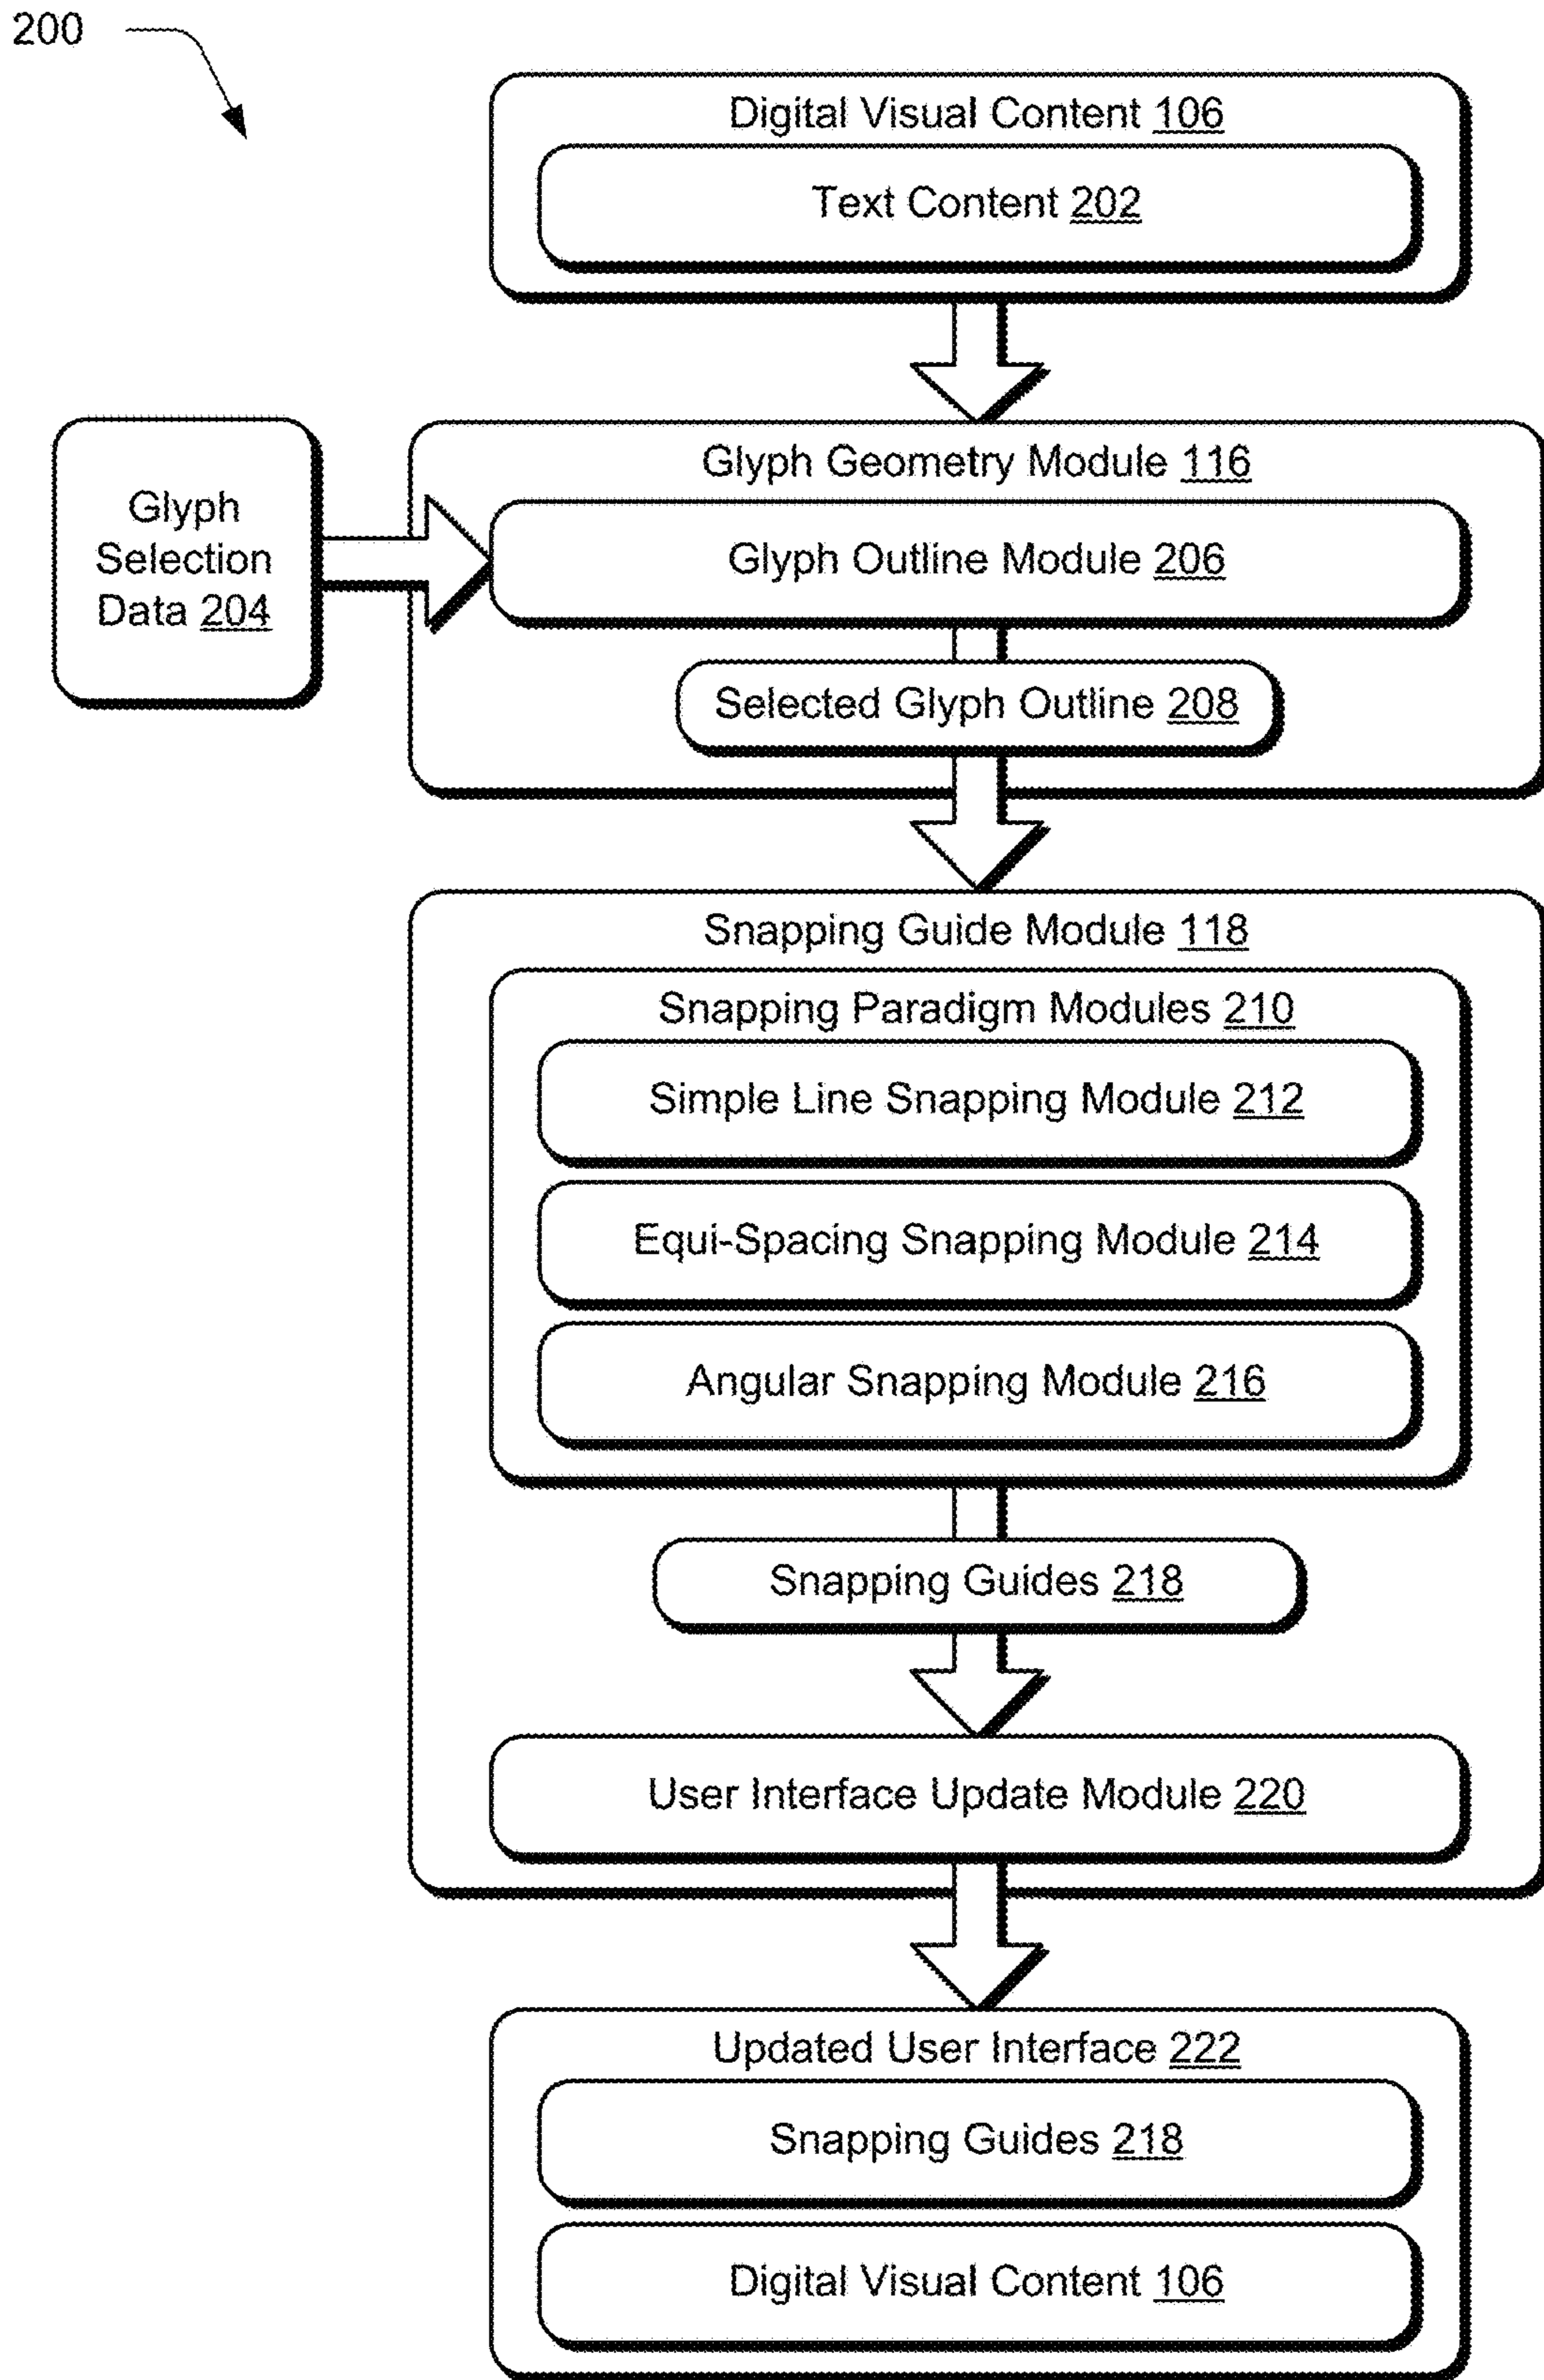 200
Digital Visual Content 106
Text Content 202
Glyph
Selection
Data 204
Glyph Geometry Module 116
Glyph Outline Module 206
Selected Glyph Outline 208
Snapping Guide Module 118
Snapping Paradigm Modules 210
Simple Line Snapping Module 212
Equi-Spacing Snapping Module 214
Angular Snapping Module 216
Snapping Guides 218
User Interface Update Module 220
Updated User Interface 222
Snapping Guides 218
Digital Visual Content 106